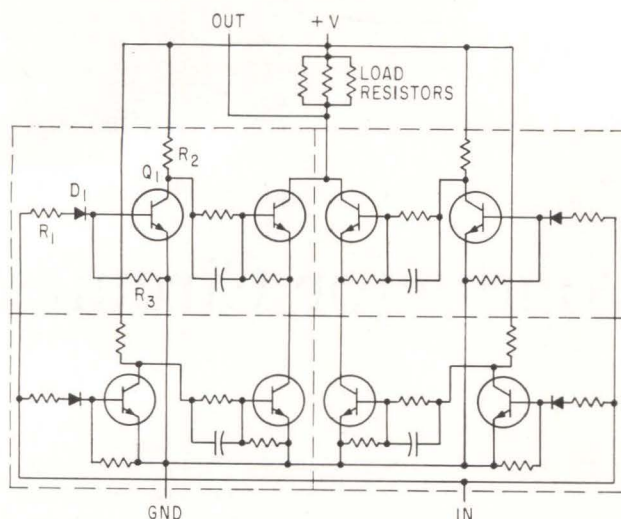 OUT +V
LOAD
RESISTORS
R2
Q1
D1
R1
R3
GND IN